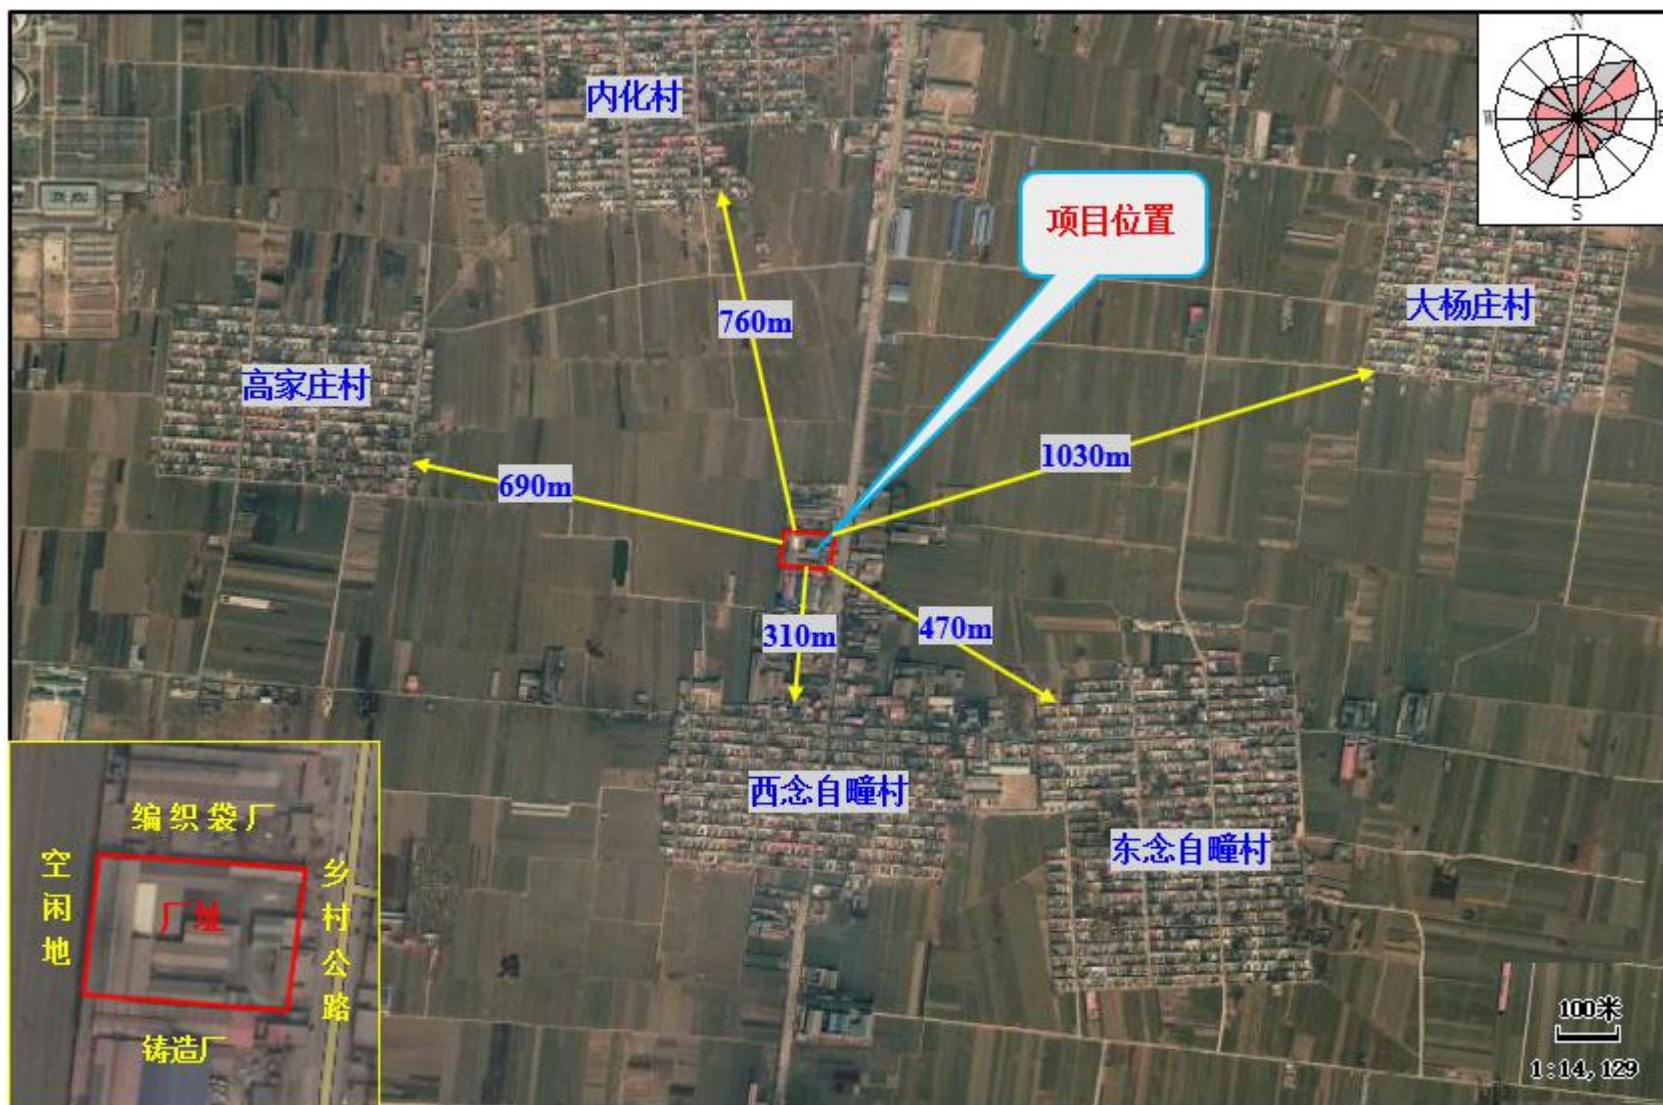 N
内化村
W
E
项目位置
S
大杨庄村
760m
高家庄村
1030m
690m
470m
310m
西念自疃村
编织袋厂
东念自疃村
空闲地
乡村公路
厂址
100米
铸造厂
1:14,129